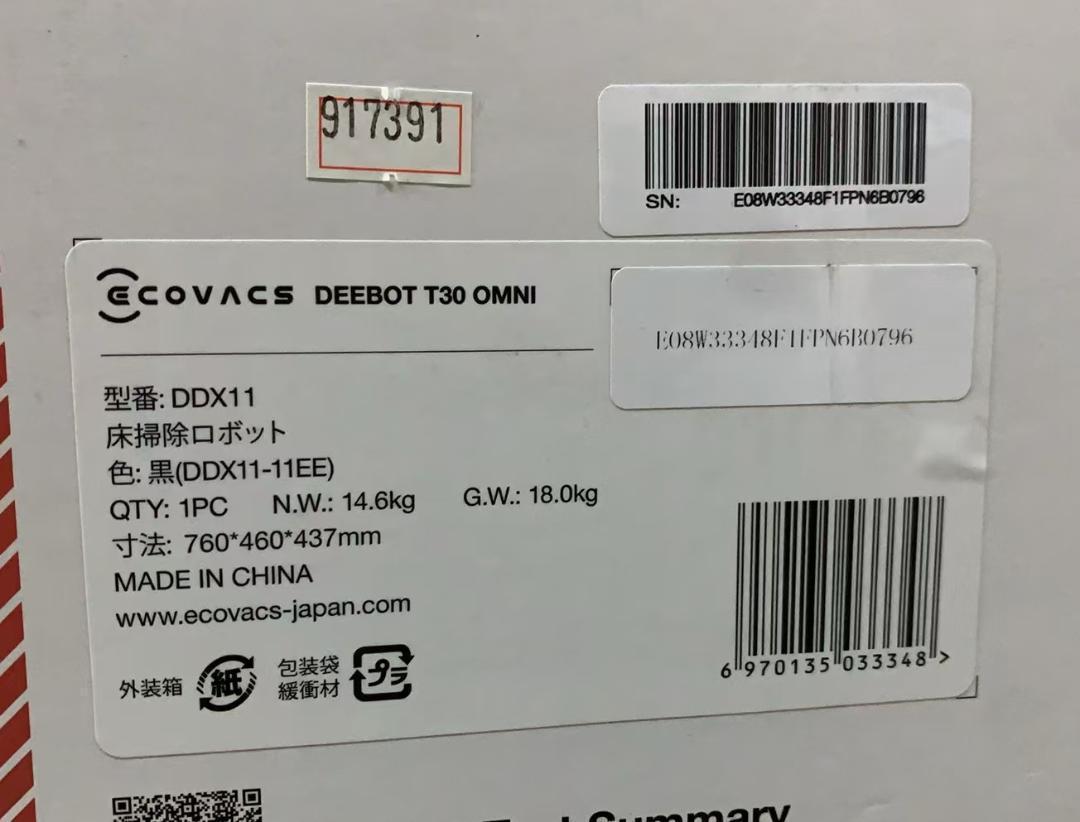 917391
SN: E08W33348F1FPN6B0796
ECOVACS DEEBOT T30 OMNI
E08W33348F1FPN6B0796
型番: DDX11
床掃除ロボット
色: 黒(DDX11-11EE)
QTY: 1PC N.W.: 14.6kg G.W.: 18.0kg
寸法: 760*460*437mm
MADE IN CHINA
www.ecovacs-japan.com
6 970135 033348 >
外装箱 紙 包装袋 プラ
緩衝材
Summary